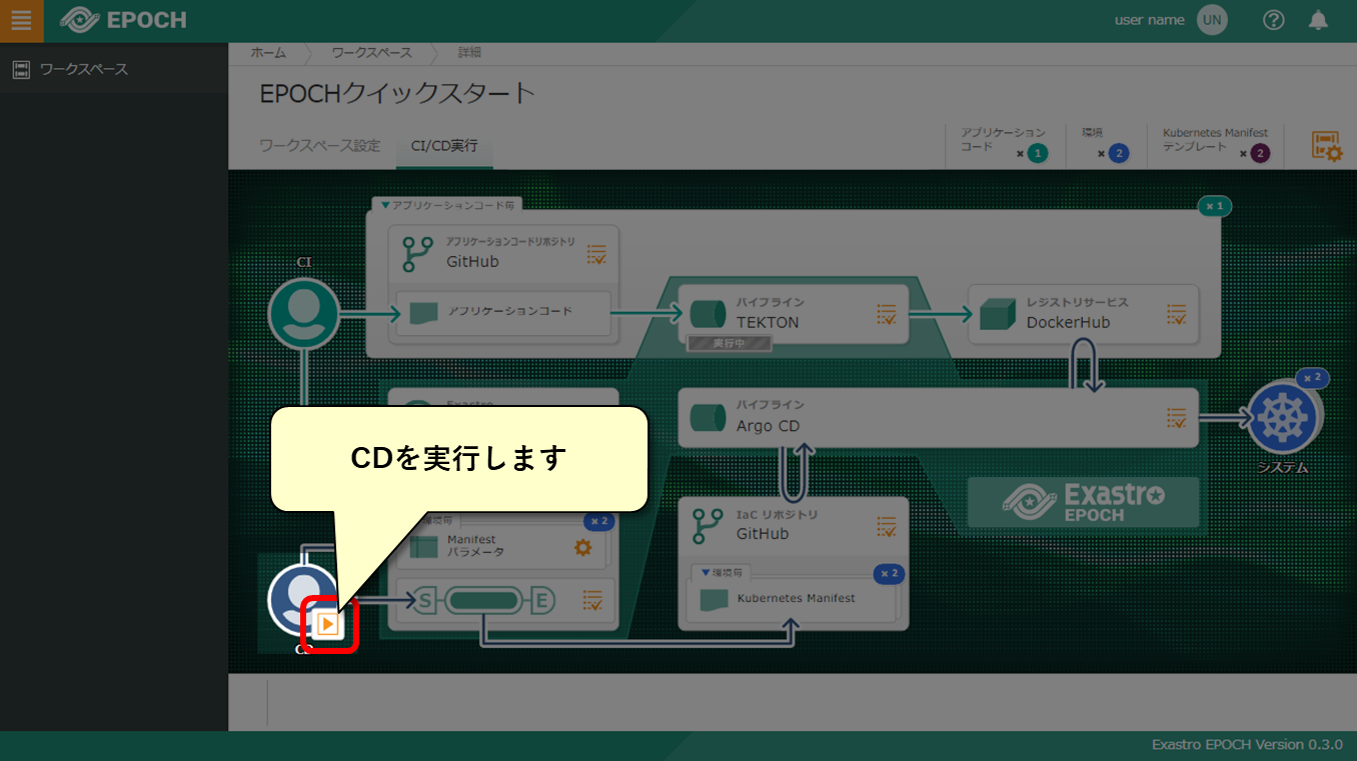 EPOCH
user name
UN
ワークスペース
ホーム
ワークスペース
詳細
EPOCHクイックスタート
ワークスペース設定
CI/CD実行
アプリケーション
コード
× 1
環境
× 2
Kubernetes Manifest
テンプレート
× 2
▼アプリケーションコード毎
× 1
アプリケーションコードリポジトリ
GitHub
CI
アプリケーションコード
パイプライン
TEKTON
実行中
レジストリサービス
DockerHub
× 2
Exastro
パイプライン
Argo CD
システム
CDを実行します
Exastro
EPOCH
環境毎
× 2
Manifest
パラメータ
IaC リポジトリ
GitHub
▼環境毎
× 2
Kubernetes Manifest
S
E
CD
Exastro EPOCH Version 0.3.0